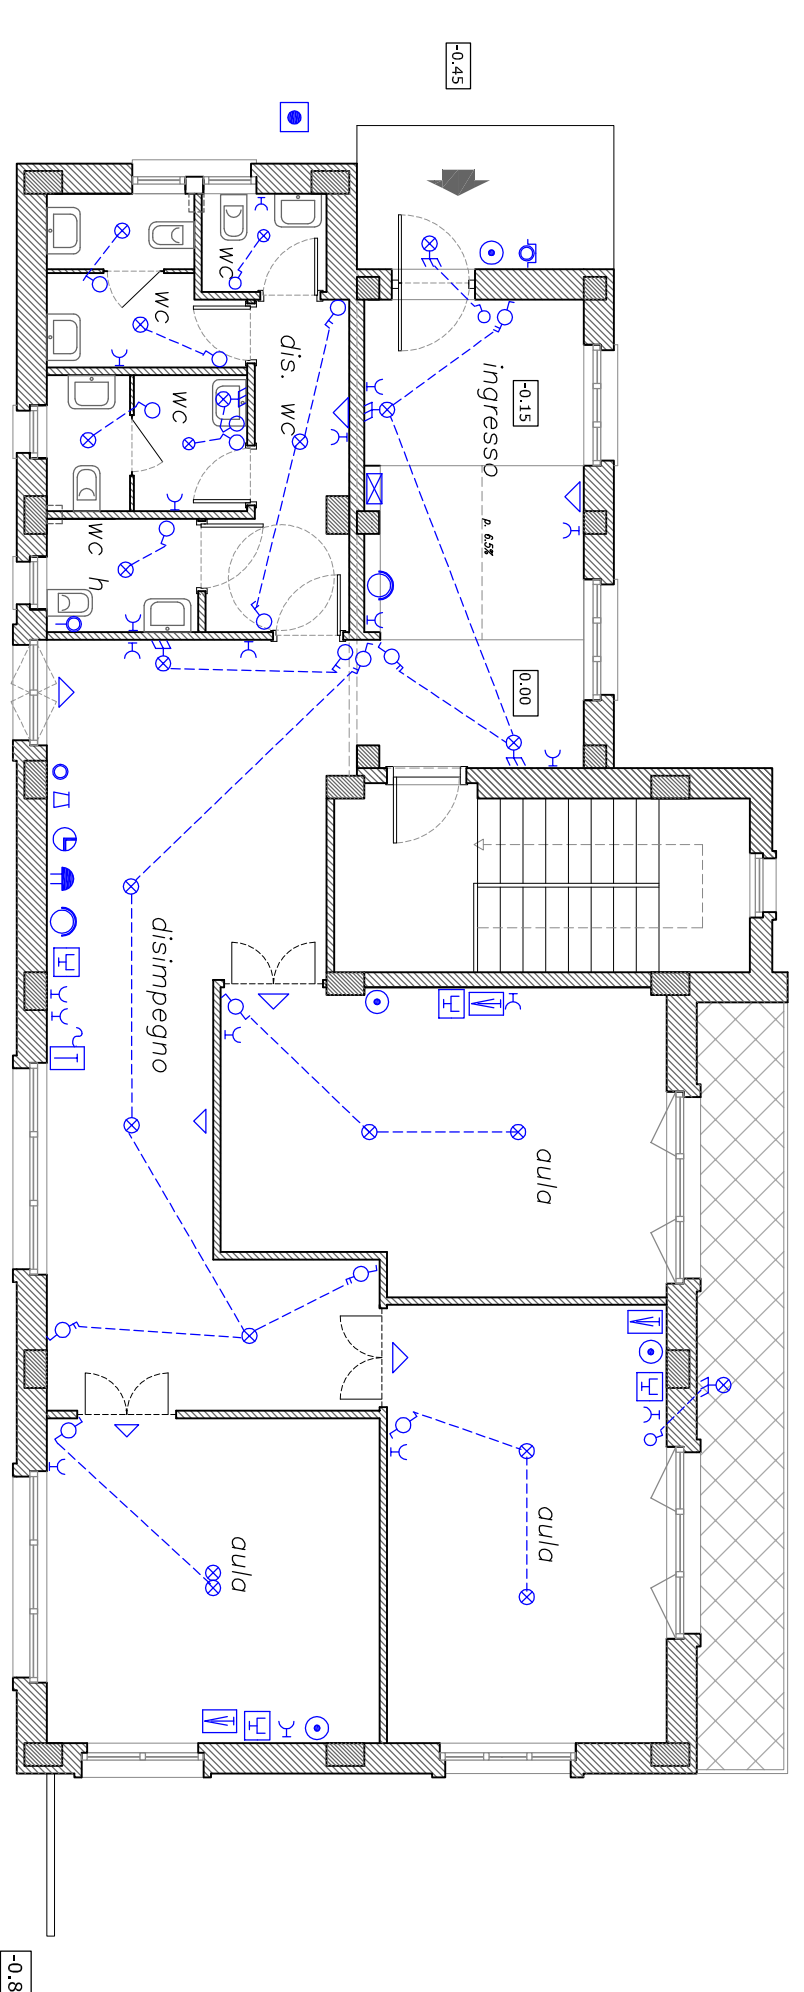 -0.45
wc
wc
dis. wc
ingresso
-0.15
wc
p. 6.5%
wc h
0.00
disimpegno
aula
aula
aula
-0.8